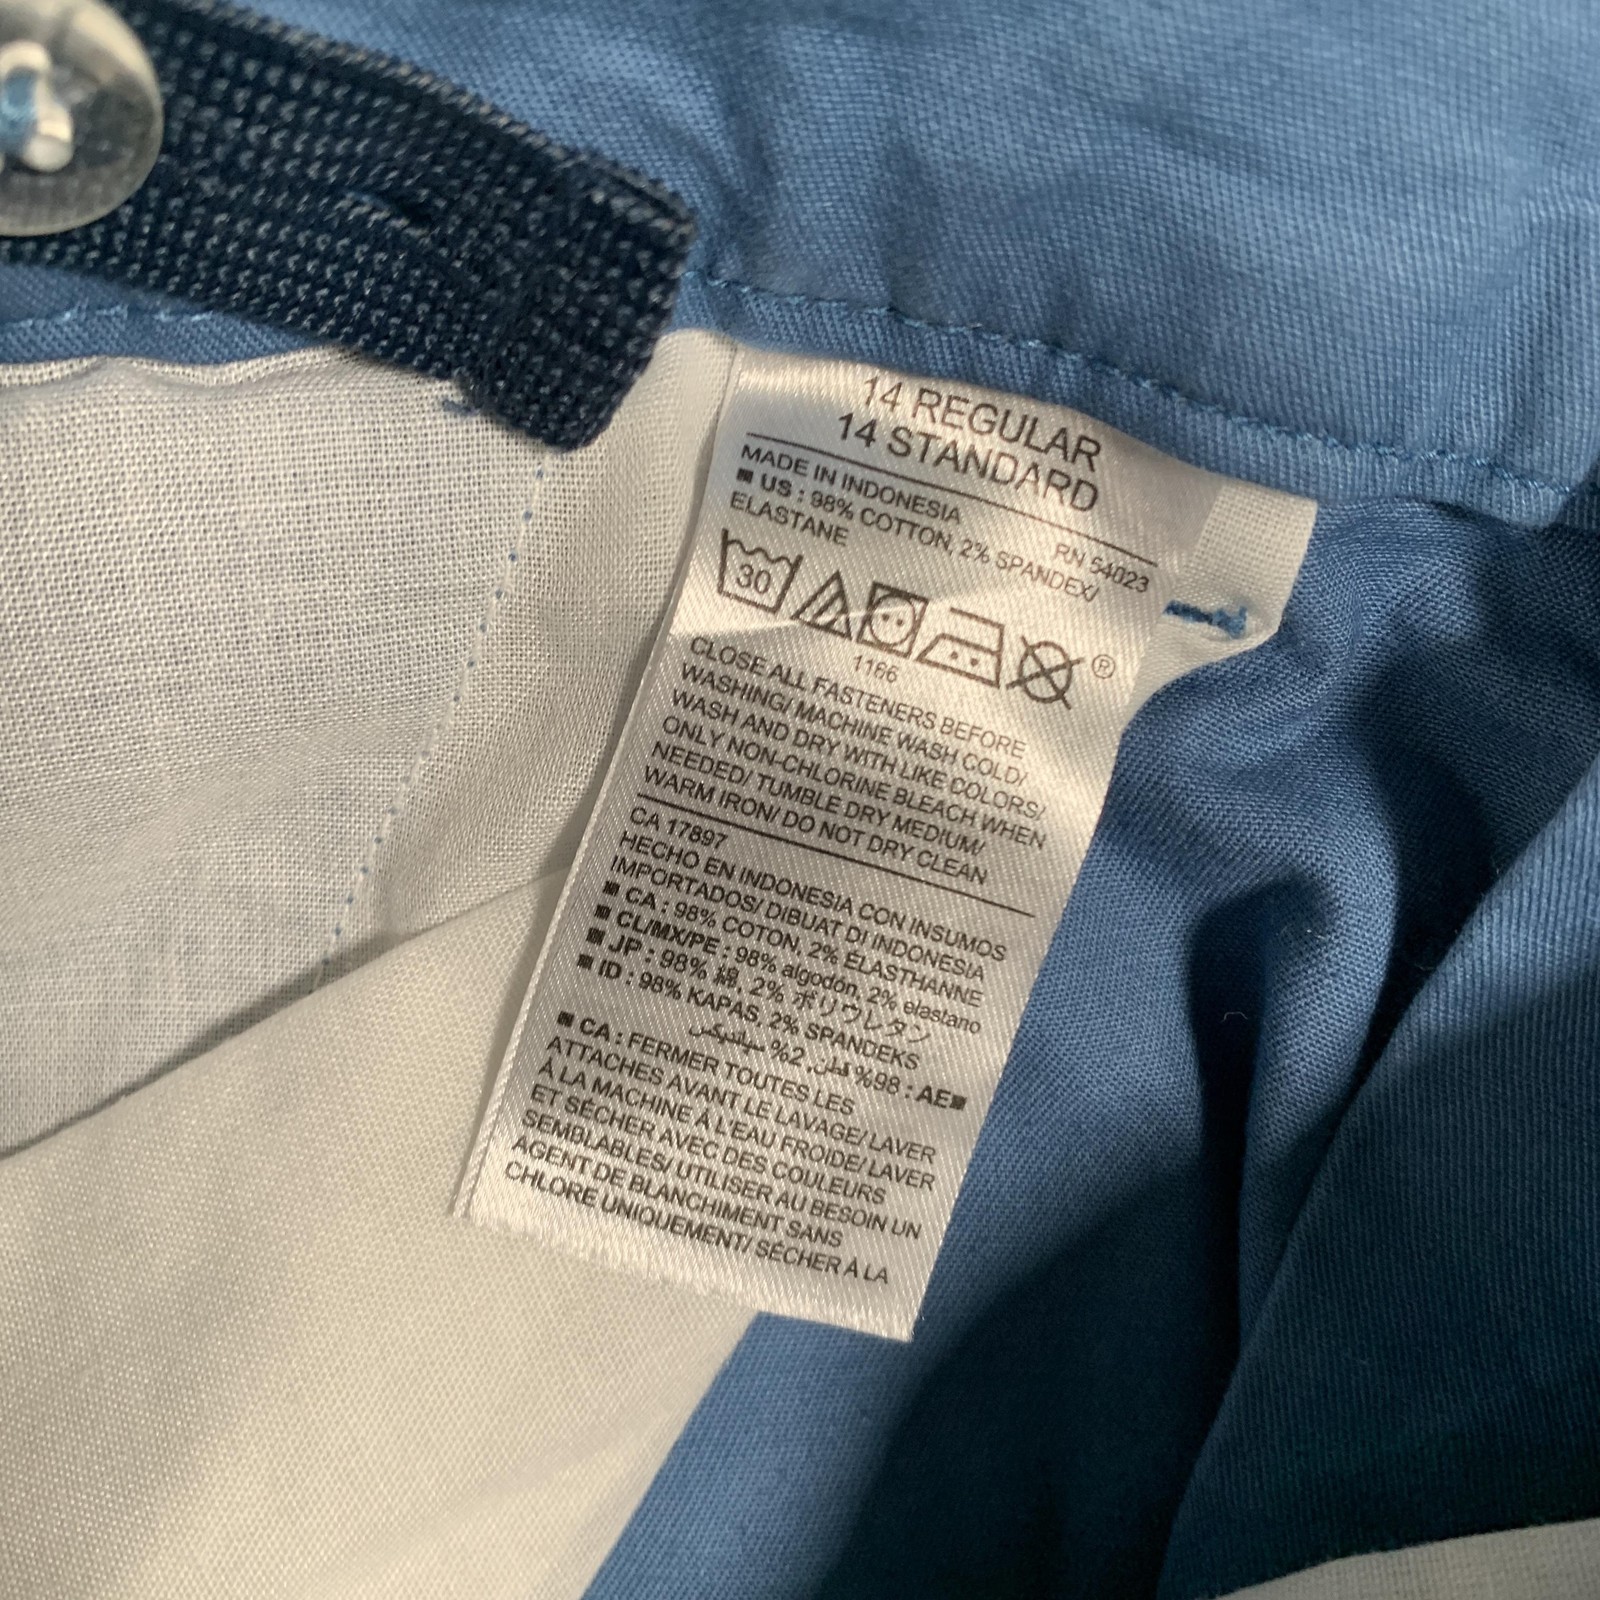 14 REGULAR
14 STANDARD
MADE IN INDONESIA
RN 54023
■ US : 98% COTTON, 2% SPANDEX/
ELASTANE
30
®
1166
CLOSE ALL FASTENERS BEFORE
WASHING/ MACHINE WASH COLD/
WASH AND DRY WITH LIKE COLORS/
ONLY NON-CHLORINE BLEACH WHEN
NEEDED/ TUMBLE DRY MEDIUM/
WARM IRON/ DO NOT DRY CLEAN
CA 17897
HECHO EN INDONESIA CON INSUMOS
IMPORTADOS/ DIBUAT DI INDONESIA
■ CA : 98% COTON, 2% ÉLASTHANNE
■ CL/MX/PE : 98% algodón, 2% elastano
■ JP : 98% 綿, 2% ポリウレタン
■ ID : 98% KAPAS, 2% SPANDEKS
■AE : 98% قطن, 2% سباندیکس
■ CA : FERMER TOUTES LES
ATTACHES AVANT LE LAVAGE/ LAVER
À LA MACHINE À L'EAU FROIDE/ LAVER
ET SÉCHER AVEC DES COULEURS
SEMBLABLES/ UTILISER AU BESOIN UN
AGENT DE BLANCHIMENT SANS
CHLORE UNIQUEMENT/ SÉCHER À LA